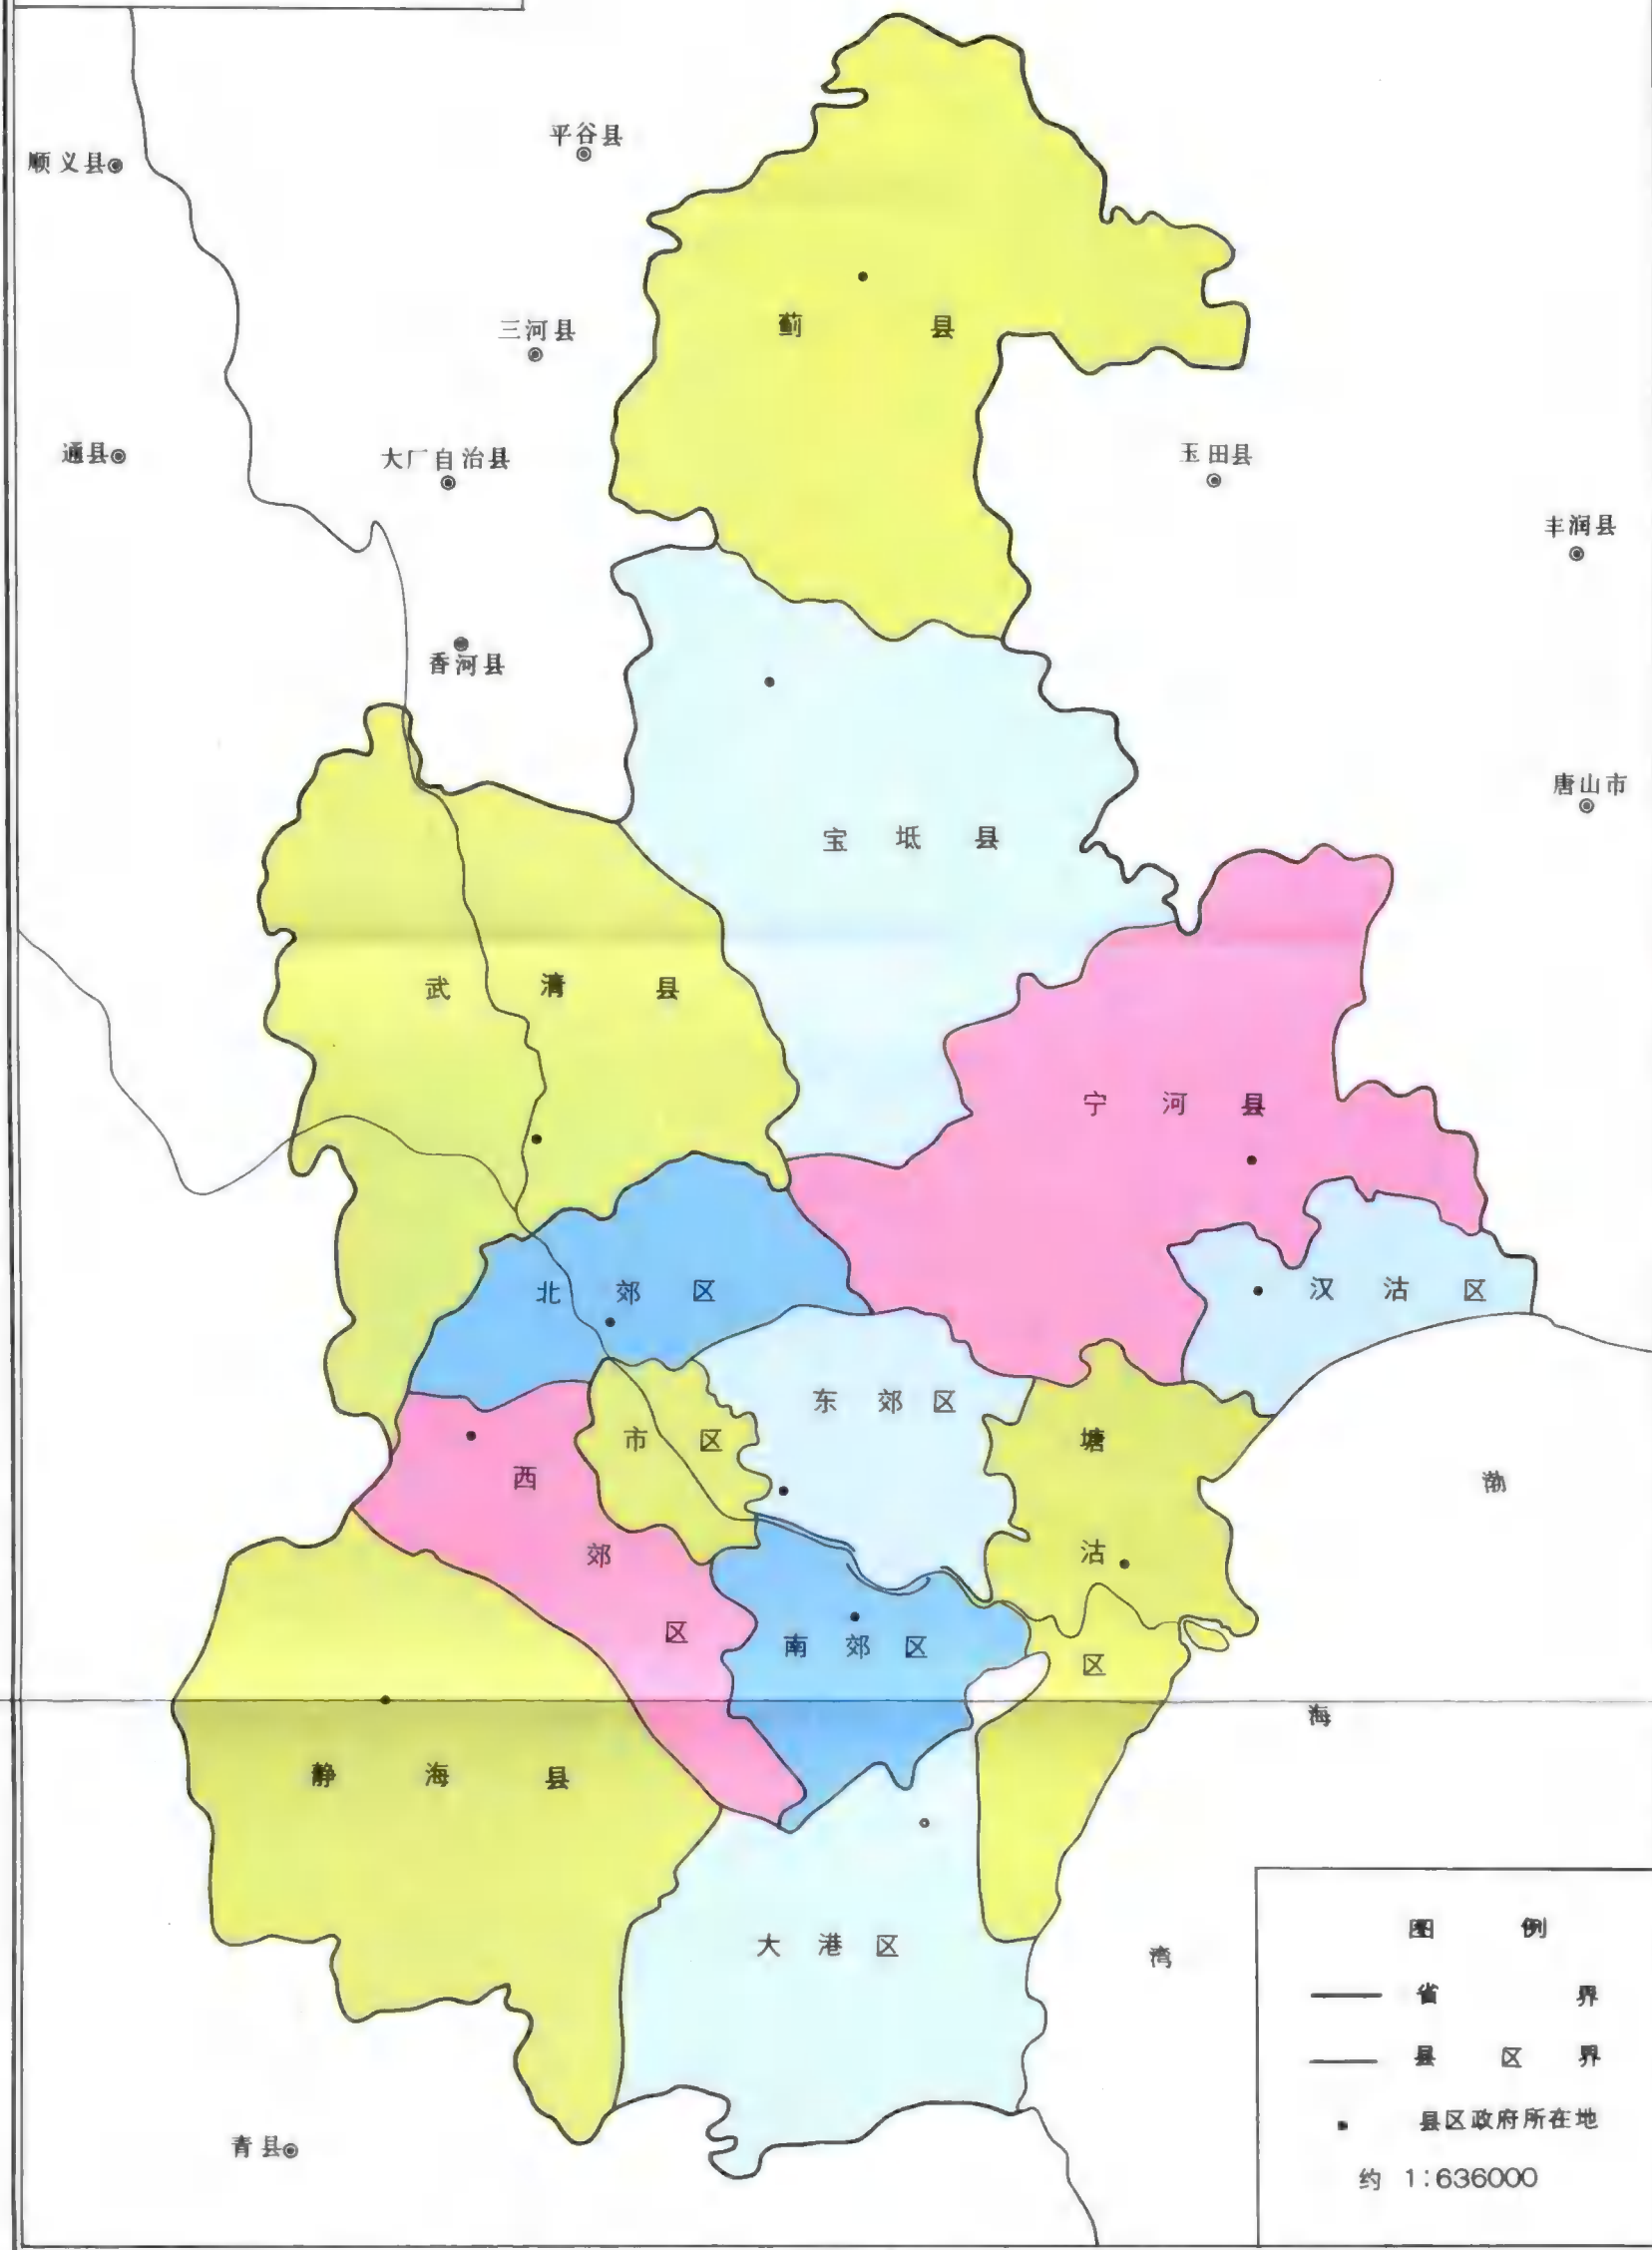 平谷县
顺义县
蓟 县
三河县
通县
大厂自治县
玉田县
丰润县
香河县
唐山市
宝坻县
武清县
宁河县
北郊区
汉沽区
东郊区
市区
塘沽区
西郊区
南郊区
渤海湾
静海县
大港区
青县
图 例
省 界
县 区 界
县区政府所在地
约 1:636000